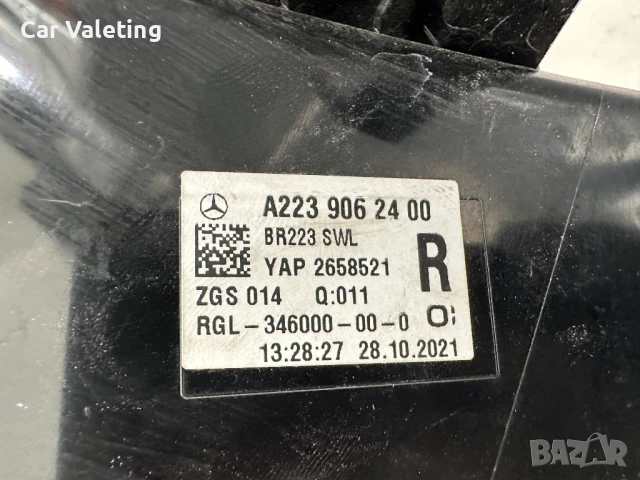 Car Valeting
A223 906 24 00
BR223 SWL
YAP 2658521
R
ZGS 014 Q:011
RGL-346000-00-0
13:28:27 28.10.2021
BAZAR